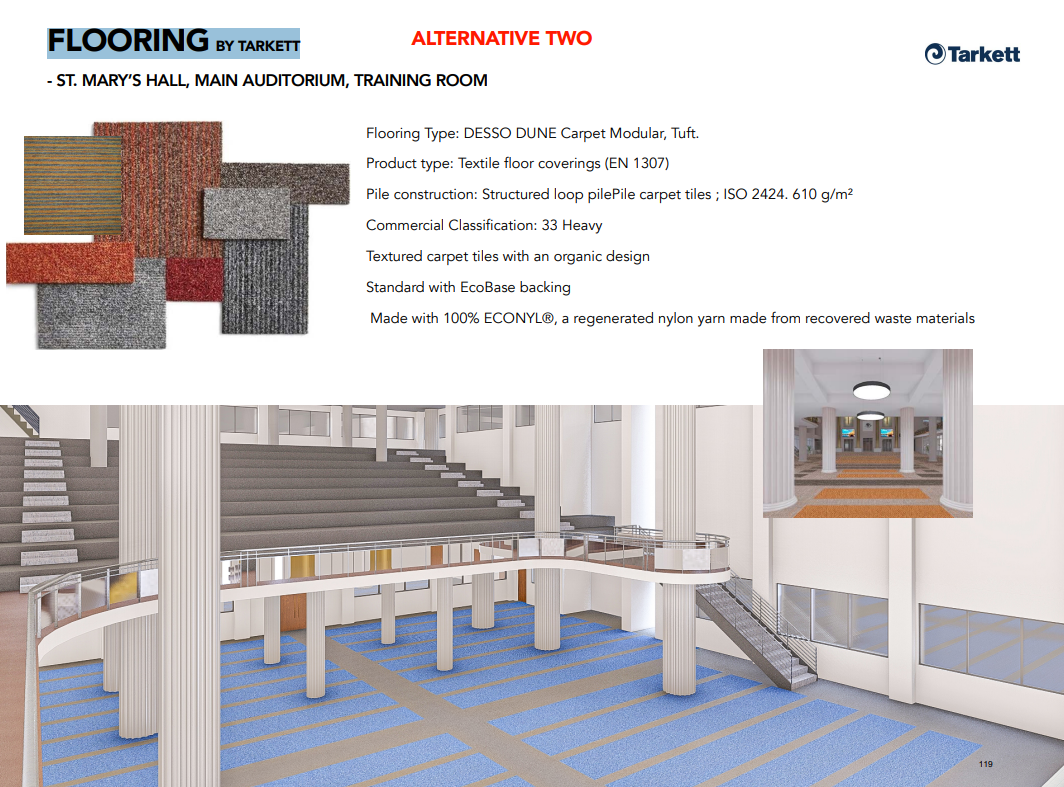 FLOORING BY TARKETT
ALTERNATIVE TWO
Tarkett
- ST. MARY’S HALL, MAIN AUDITORIUM, TRAINING ROOM
Flooring Type: DESSO DUNE Carpet Modular, Tuft.
Product type: Textile floor coverings (EN 1307)
Pile construction: Structured loop pilePile carpet tiles ; ISO 2424. 610 g/m²
Commercial Classification: 33 Heavy
Textured carpet tiles with an organic design
Standard with EcoBase backing
Made with 100% ECONYL®, a regenerated nylon yarn made from recovered waste materials
119